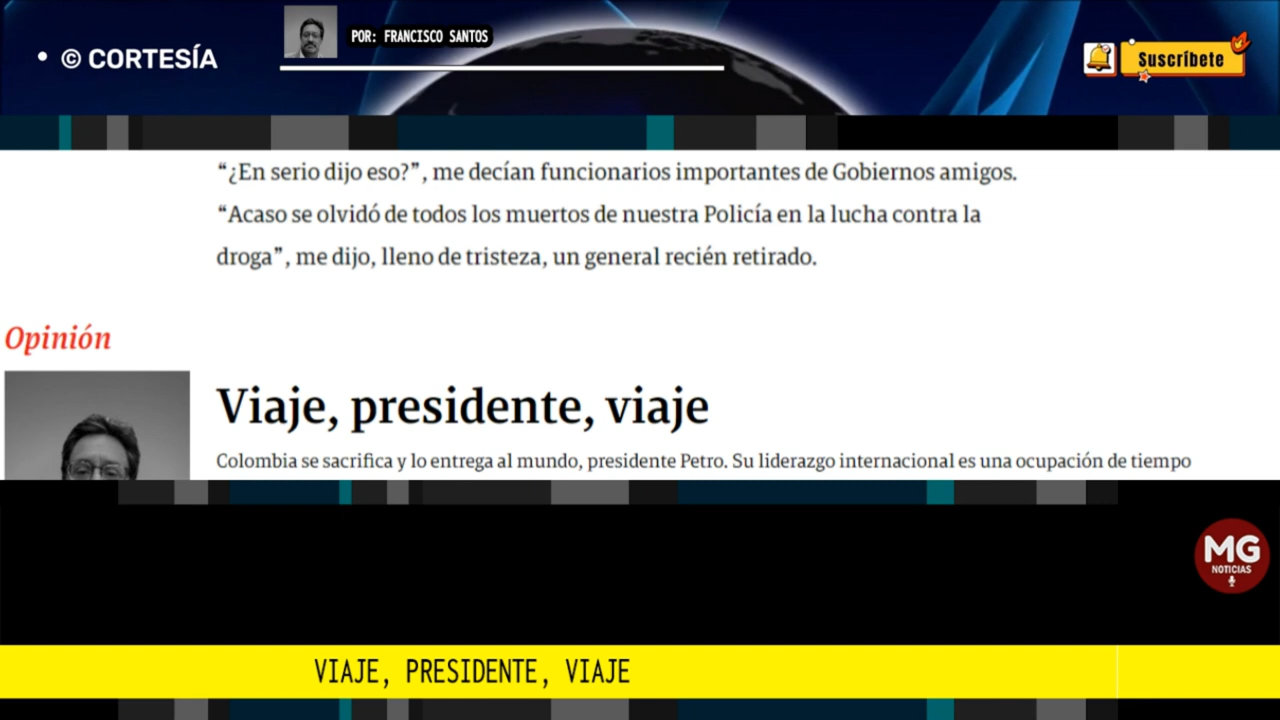 • © CORTESÍA
POR: FRANCISCO SANTOS
Suscríbete
“¿En serio dijo eso?”, me decían funcionarios importantes de Gobiernos amigos.
“Acaso se olvidó de todos los muertos de nuestra Policía en la lucha contra la
droga”, me dijo, lleno de tristeza, un general recién retirado.
Opinión
Viaje, presidente, viaje
Colombia se sacrifica y lo entrega al mundo, presidente Petro. Su liderazgo internacional es una ocupación de tiempo
MG
NOTICIAS
VIAJE, PRESIDENTE, VIAJE